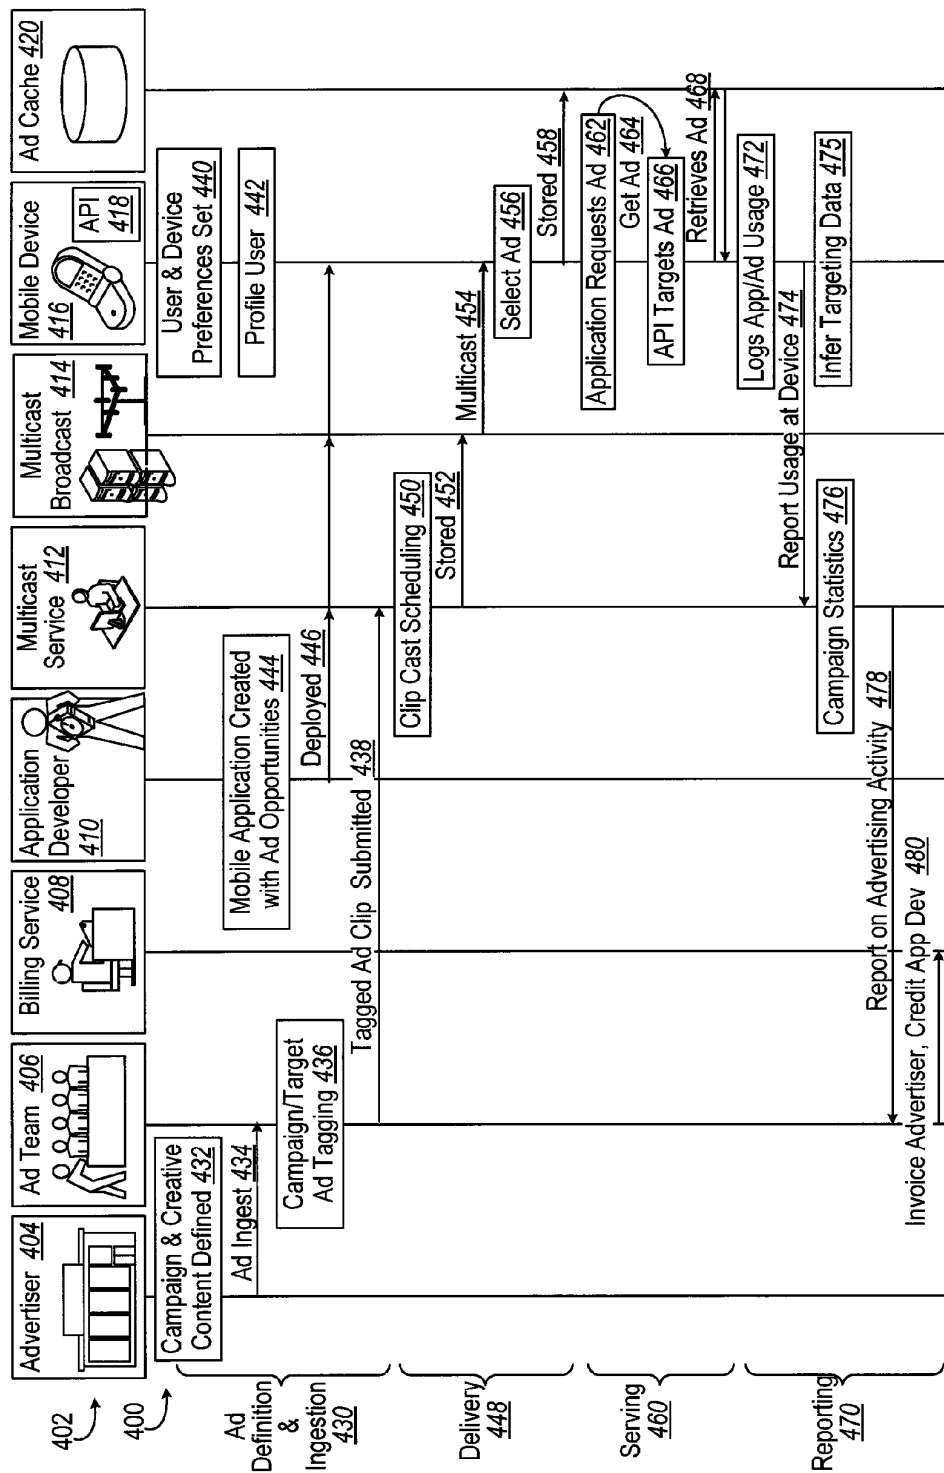 402
400
Advertiser 404
Ad Team 406
Billing Service
408
Application
Developer
410
Multicast
Service 412
Multicast
Broadcast 414
Mobile Device
416
API
418
Ad Cache 420
Ad
Definition
&
Ingestion
430
Campaign & Creative
Content Defined 432
User & Device
Preferences Set 440
Profile User 442
Mobile Application Created
with Ad Opportunities 444
Ad Ingest 434
Campaign/Target
Ad Tagging 436
Deployed 446
Tagged Ad Clip Submitted 438
Delivery
448
Clip Cast Scheduling 450
Stored 452
Multicast 454
Select Ad 456
Stored 458
Serving
460
Application Requests Ad 462
Get Ad 464
API Targets Ad 466
Retrieves Ad 468
Reporting
470
Logs App/Ad Usage 472
Report Usage at Device 474
Infer Targeting Data 475
Campaign Statistics 476
Report on Advertising Activity 478
Invoice Advertiser, Credit App Dev 480